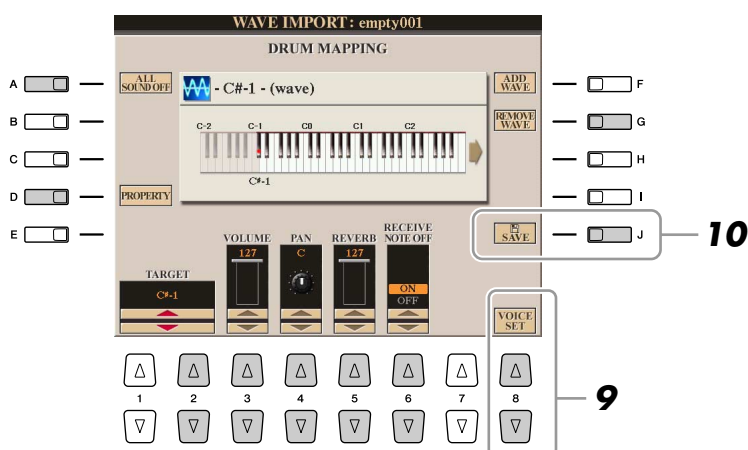 WAVE IMPORT: empty001
DRUM MAPPING
A
ALL
SOUND OFF
- C#-1 - (wave)
ADD
WAVE
F
B
REMOVE
WAVE
G
C-2 C-1 C0 C1 C2
C
H
C#-1
D
PROPERTY
I
E
VOLUME
PAN
REVERB
RECEIVE
NOTE OFF
SAVE
J
10
127
C
127
ON
OFF
TARGET
C#-1
VOICE
SET
9
1 2 3 4 5 6 7 8